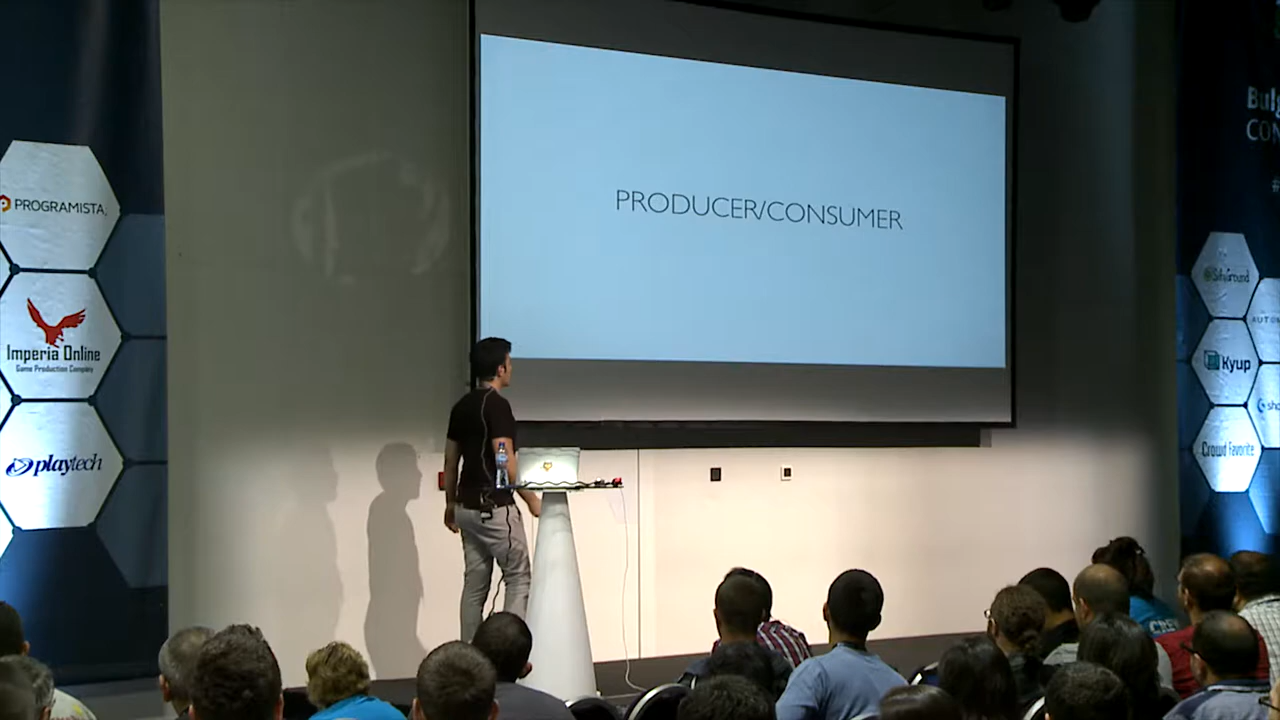 PROGRAMISTA
Imperia Online
Game Production Company
playtech
PRODUCER/CONSUMER
Kyup
Crowd Favorite